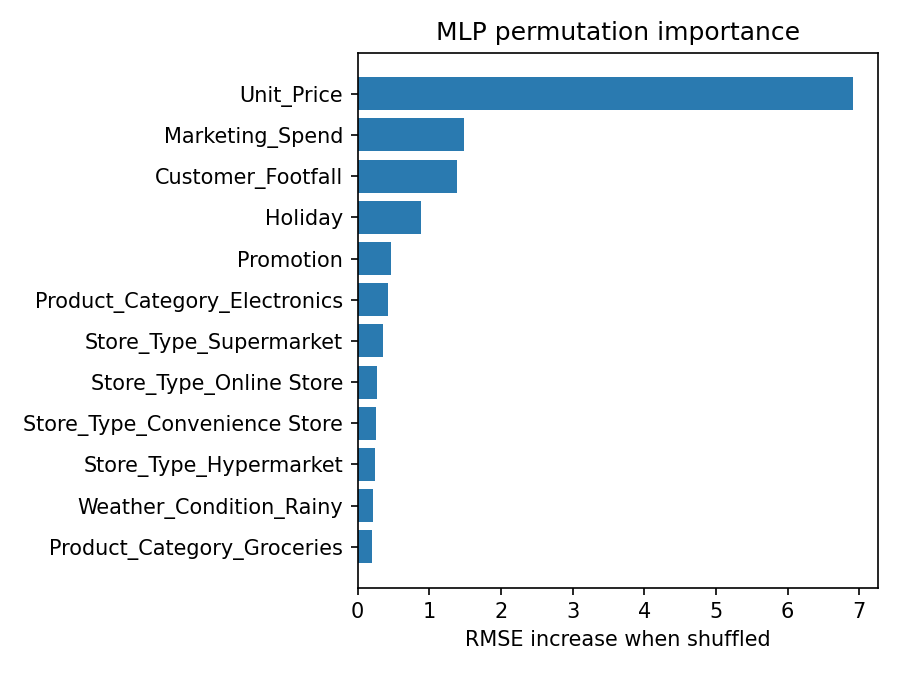 MLP permutation importance
Unit_Price
Marketing_Spend
Customer_Footfall
Holiday
Promotion
Product_Category_Electronics
Store_Type_Supermarket
Store_Type_Online Store
Store_Type_Convenience Store
Store_Type_Hypermarket
Weather_Condition_Rainy
Product_Category_Groceries
0 1 2 3 4 5 6 7
RMSE increase when shuffled